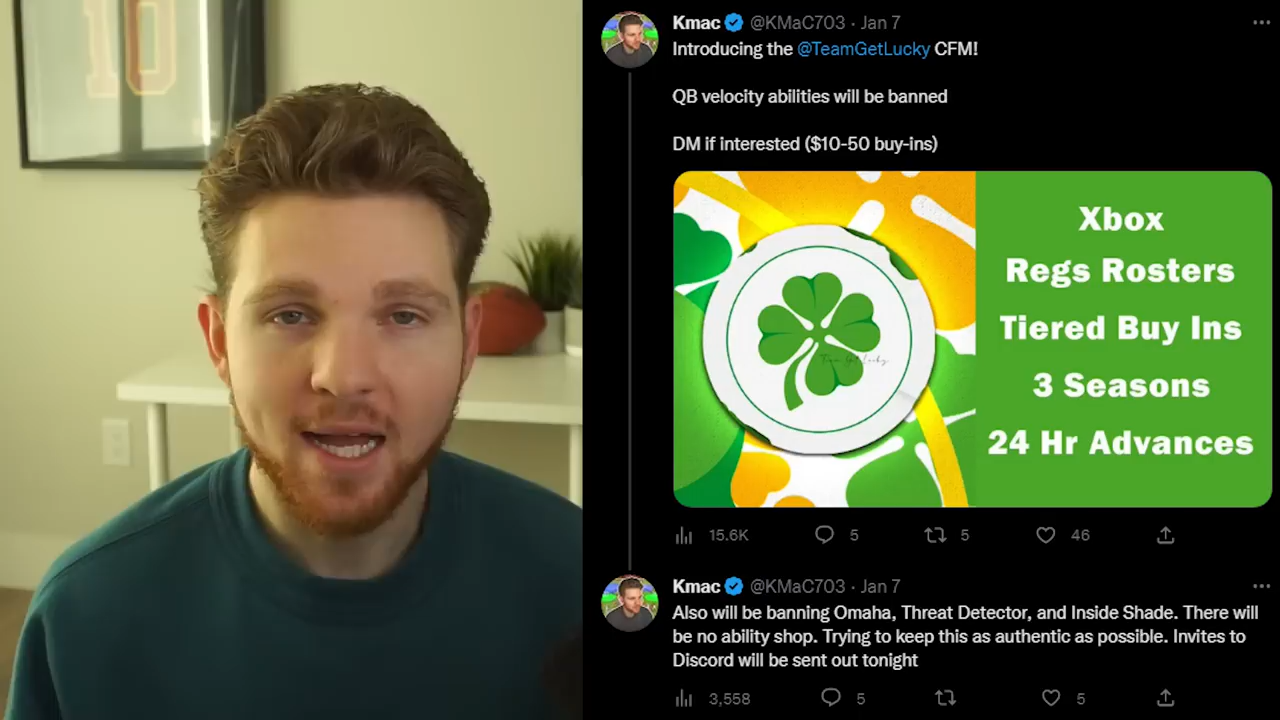 10
Kmac @KMaC703 · Jan 7
Introducing the @TeamGetLucky CFM!
QB velocity abilities will be banned
DM if interested ($10-50 buy-ins)
Team Get Lucky
Xbox
Regs Rosters
Tiered Buy Ins
3 Seasons
24 Hr Advances
15.6K 5 5 46
Kmac @KMaC703 · Jan 7
Also will be banning Omaha, Threat Detector, and Inside Shade. There will
be no ability shop. Trying to keep this as authentic as possible. Invites to
Discord will be sent out tonight
3,558 5 5